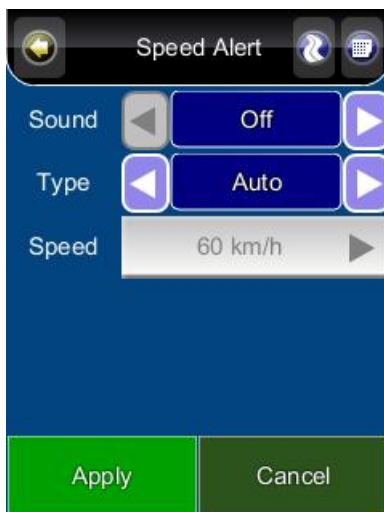 Speed Alert
Sound Off
Type Auto
Speed 60 km/h
Apply Cancel